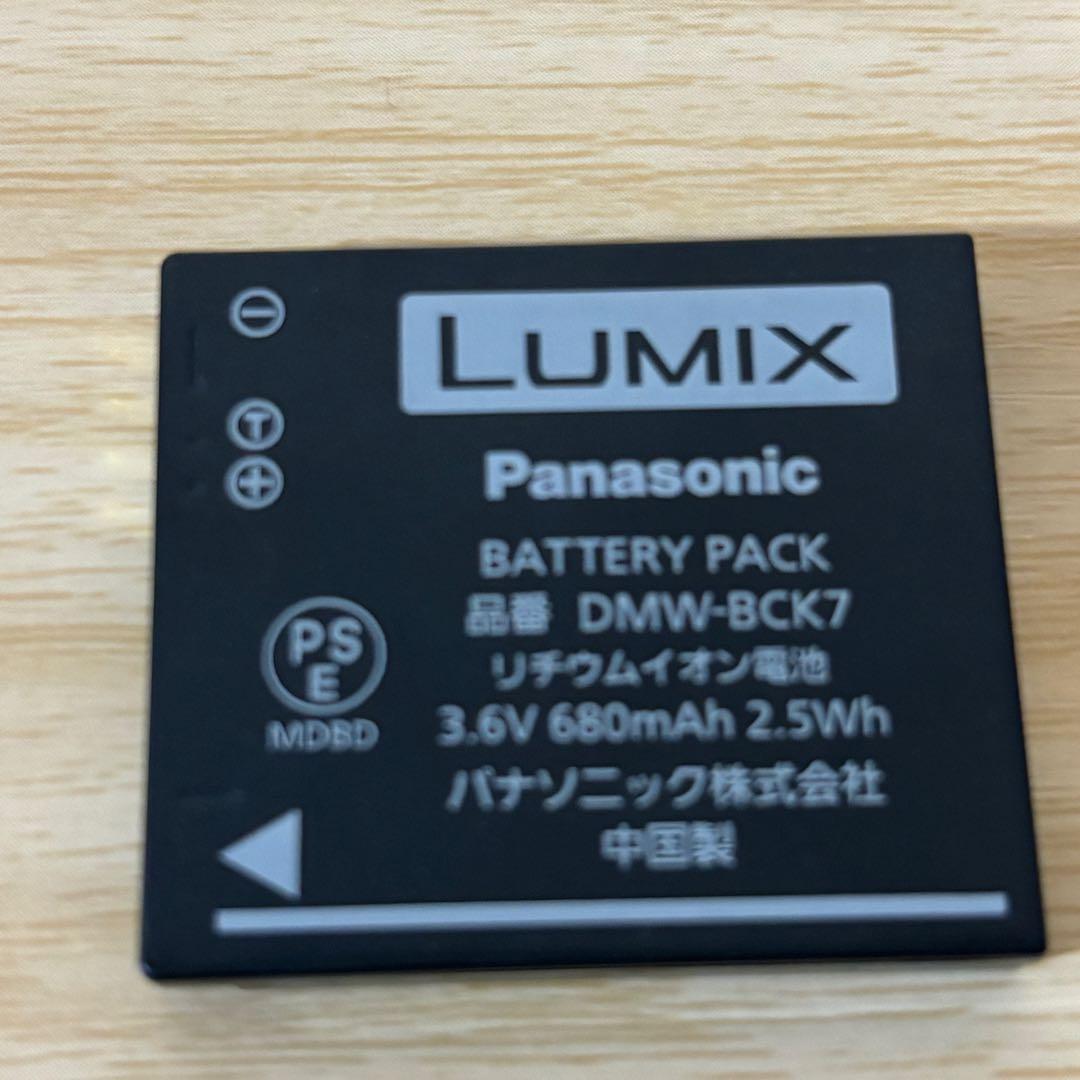 LUMIX
Panasonic
BATTERY PACK
品番 DMW-BCK7
リチウムイオン電池
3.6V 680mAh 2.5Wh
パナソニック株式会社
中国製
T
PS
E
MDBD